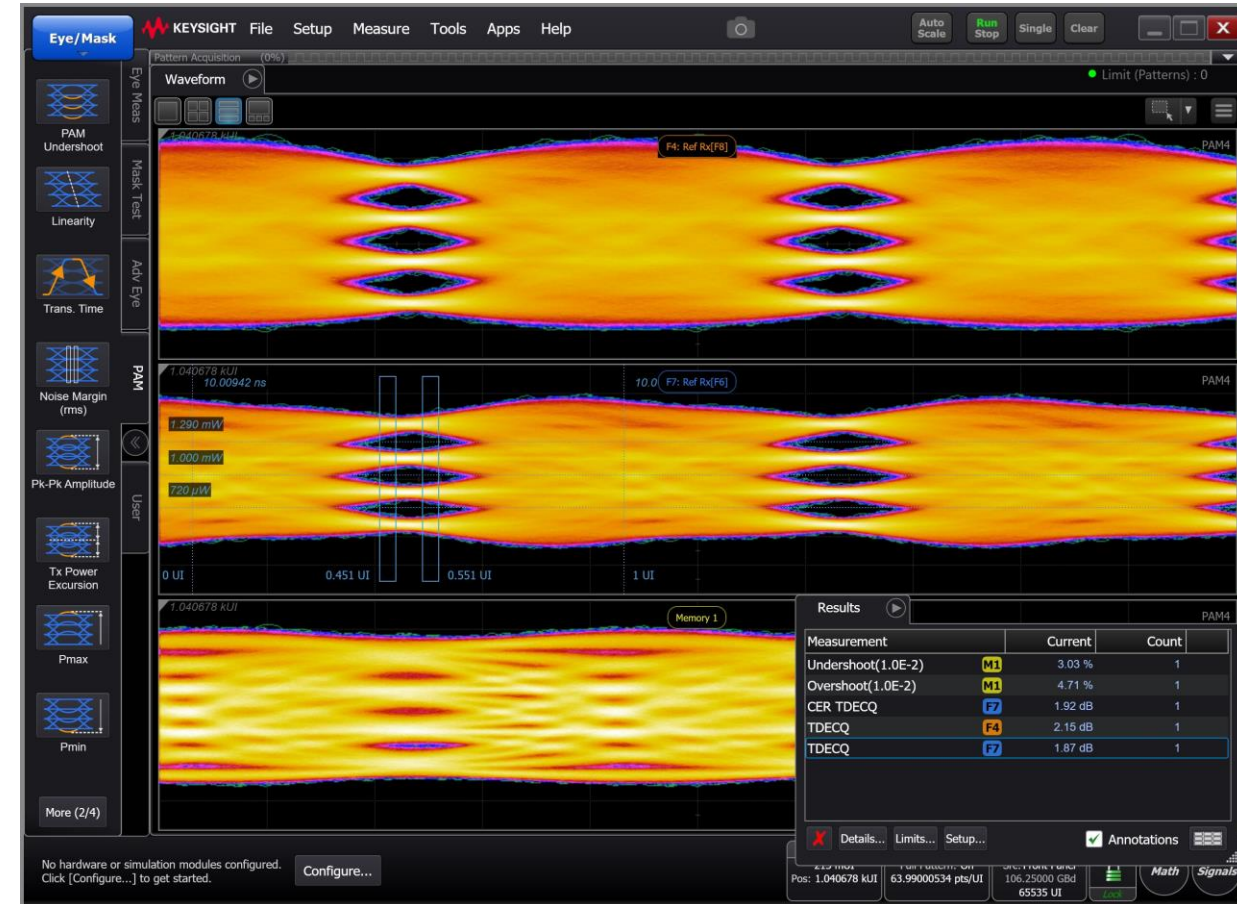 Eye/Mask
KEYSIGHT File Setup Measure Tools Apps Help
Auto Scale
Run Stop
Single
Clear
X
Pattern Acquisition (0%)
Waveform
Limit (Patterns) : 0
Eye Meas
Mask Test
Adv Eye
PAM
User
PAM
Undershoot
Linearity
Trans. Time
Noise Margin
(rms)
Pk-Pk Amplitude
Tx Power
Excursion
Pmax
Pmin
More (2/4)
1.040678 kUI
F4: Ref Rx[F8]
PAM4
1.040678 kUI
10.00942 ns
10.0
F7: Ref Rx[F6]
PAM4
1.290 mW
1.000 mW
720 µW
0 UI
0.451 UI
0.551 UI
1 UI
1.040678 kUI
Memory 1
PAM4
Results
Measurement Current Count
Undershoot(1.0E-2) M1 3.03 % 1
Overshoot(1.0E-2) M1 4.71 % 1
CER TDECQ F7 1.92 dB 1
TDECQ F4 2.15 dB 1
TDECQ F7 1.87 dB 1
Details... Limits... Setup... Annotations
No hardware or simulation modules configured.
Click [Configure...] to get started.
Configure...
Pos: 1.040678 kUI
63.99000534 pts/UI
106.25000 GBd
65535 UI
Lock
Math
Signals